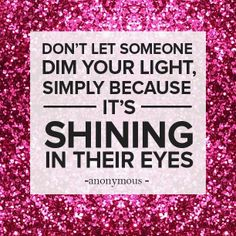 DON'T LET SOMEONE
DIM YOUR LIGHT,
SIMPLY BECAUSE
IT'S
SHINING
IN THEIR EYES
-anonymous -